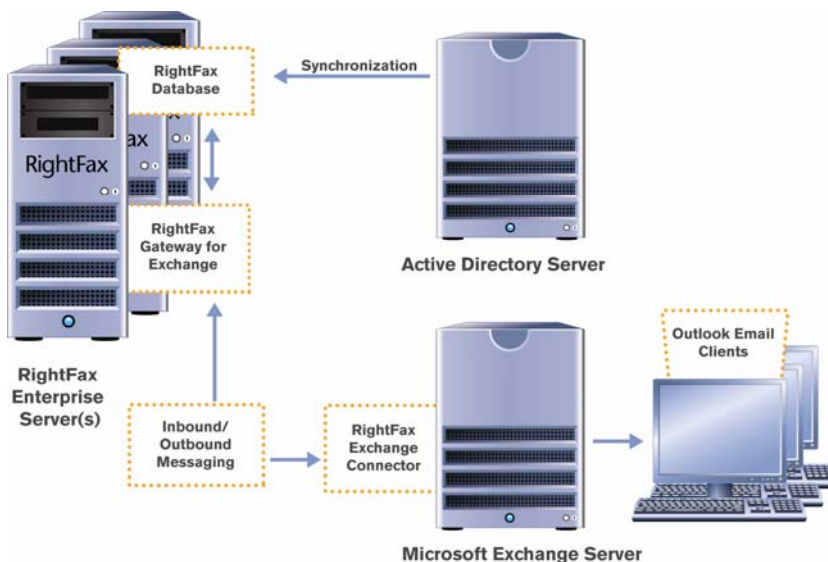 RightFax
Database
Synchronization
ax
RightFax
RightFax
Gateway for
Exchange
Active Directory Server
RightFax
Enterprise
Server(s)
Inbound/
Outbound
Messaging
RightFax
Exchange
Connector
Outlook Email
Clients
Microsoft Exchange Server